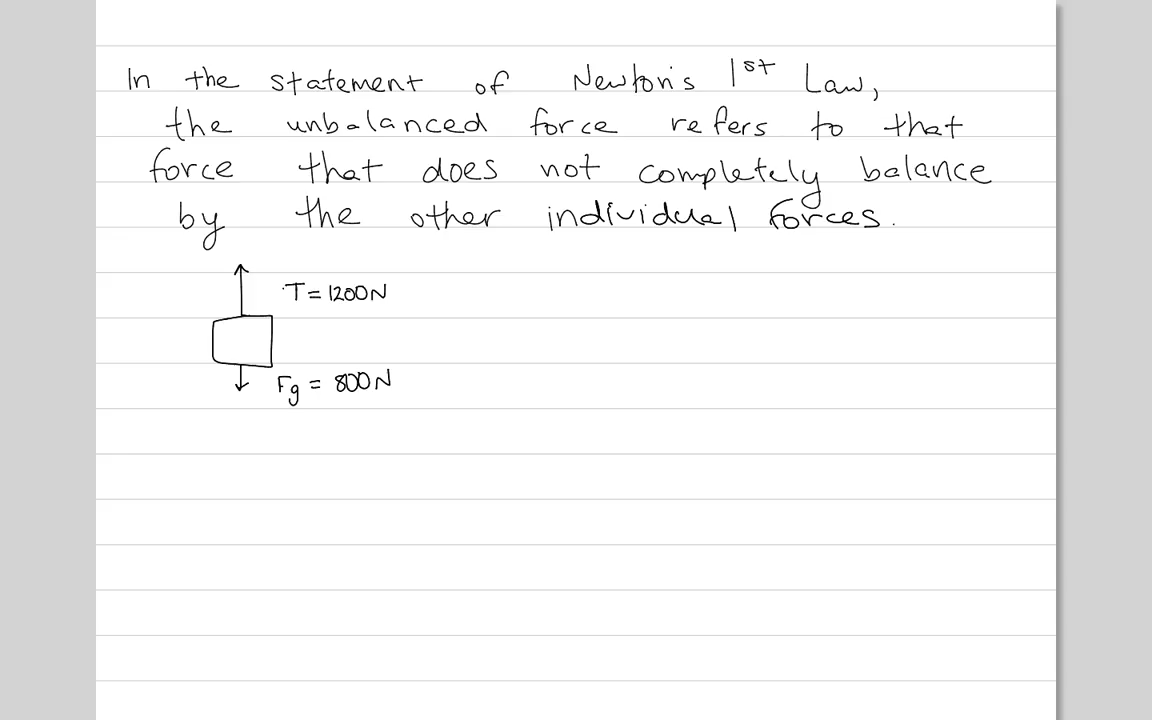 In the statement of Newton's 1st Law,
the unbalanced force refers to that
force that does not completely balance
by the other individual forces.
T = 1200N
Fg = 800N